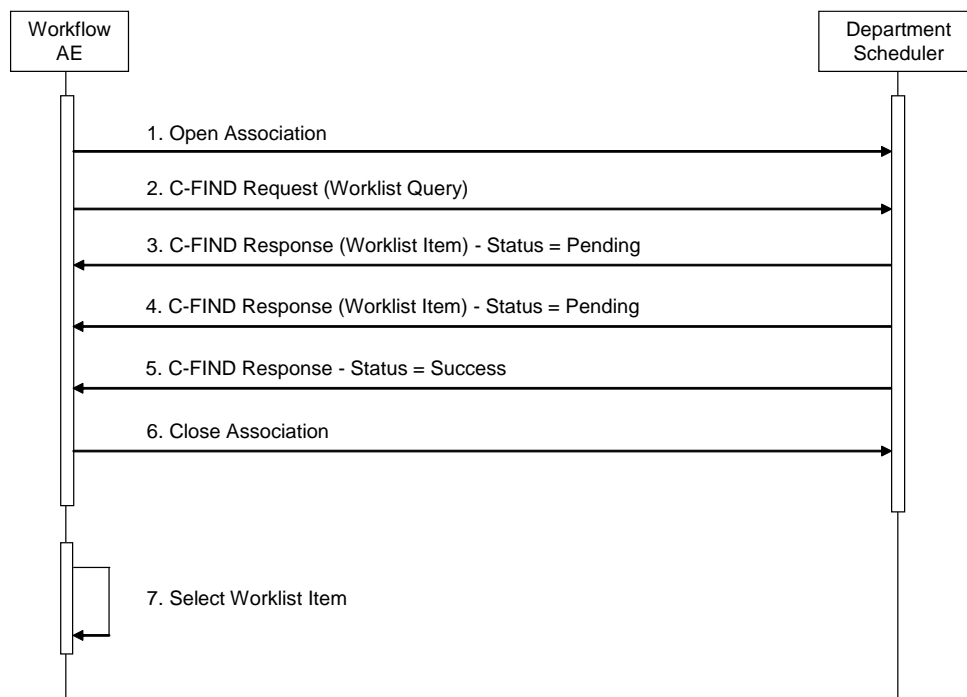 Workflow
AE
Department
Scheduler
1. Open Association
2. C-FIND Request (Worklist Query)
3. C-FIND Response (Worklist Item) - Status = Pending
4. C-FIND Response (Worklist Item) - Status = Pending
5. C-FIND Response - Status = Success
6. Close Association
7. Select Worklist Item